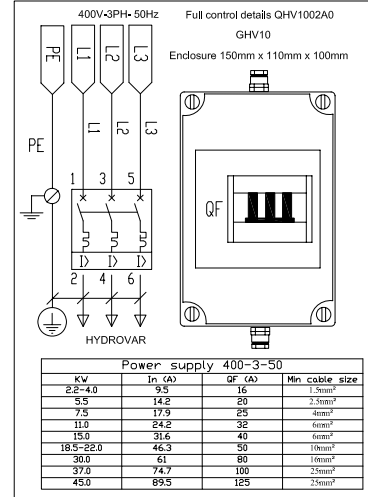 400V-3PH- 50Hz
Full control details QHV1002A0
GHV10
Enclosure 150mm x 110mm x 100mm
PE L1 L2 L3
L1 L2 L3
PE
1 3 5
QF
I> I> I>
2 4 6
HYDROVAR
Power supply 400-3-50
KW In (A) QF (A) Min cable size
2.2-4.0 9.5 16 1.5mm²
5.5 14.2 20 2.5mm²
7.5 17.9 25 4mm²
11.0 24.2 32 6mm²
15.0 31.6 40 6mm²
18.5-22.0 46.3 50 10mm²
30.0 61 80 16mm²
37.0 74.7 100 25mm²
45.0 89.5 125 25mm²